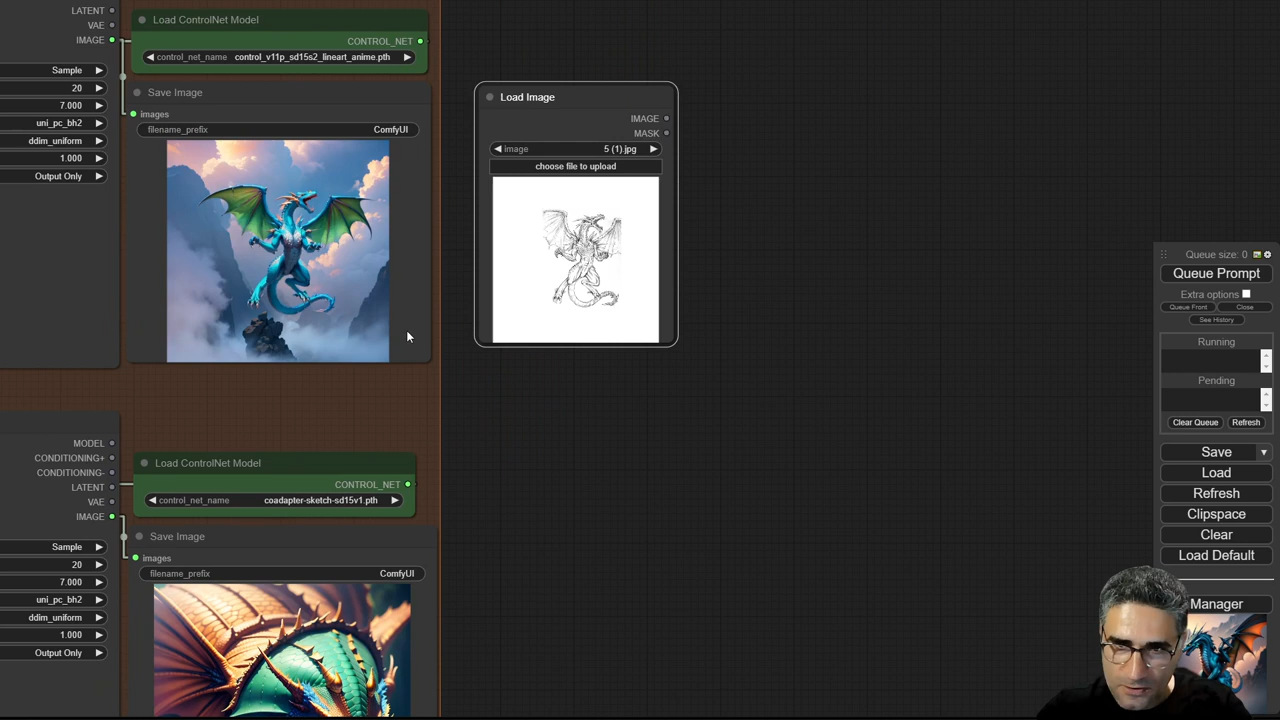 LATENT
VAE
IMAGE
Sample
20
7.000
uni_pc_bh2
ddim_uniform
1.000
Output Only
Load ControlNet Model
CONTROL_NET
control_net_name control_v11p_sd15s2_lineart_anime.pth
Save Image
images
filename_prefix ComfyUI
Load Image
IMAGE
MASK
image 5 (1).jpg
choose file to upload
MODEL
CONDITIONING+
CONDITIONING-
LATENT
VAE
IMAGE
Sample
20
7.000
uni_pc_bh2
ddim_uniform
1.000
Output Only
Load ControlNet Model
CONTROL_NET
control_net_name coadapter-sketch-sd15v1.pth
Save Image
images
filename_prefix ComfyUI
Queue size: 0
Queue Prompt
Extra options
Queue Front Close
See History
Running
Pending
Clear Queue Refresh
Save
Load
Refresh
Clipspace
Clear
Load Default
Manager